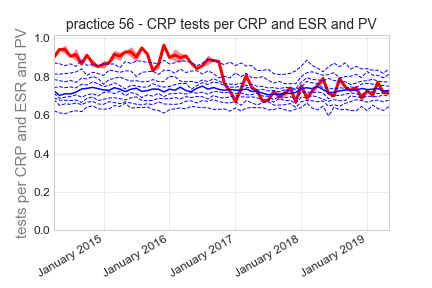 practice 56 - CRP tests per CRP and ESR and PV
tests per CRP and ESR and PV
1.0
0.8
0.6
0.4
0.2
0.0
January 2015
January 2016
January 2017
January 2018
January 2019